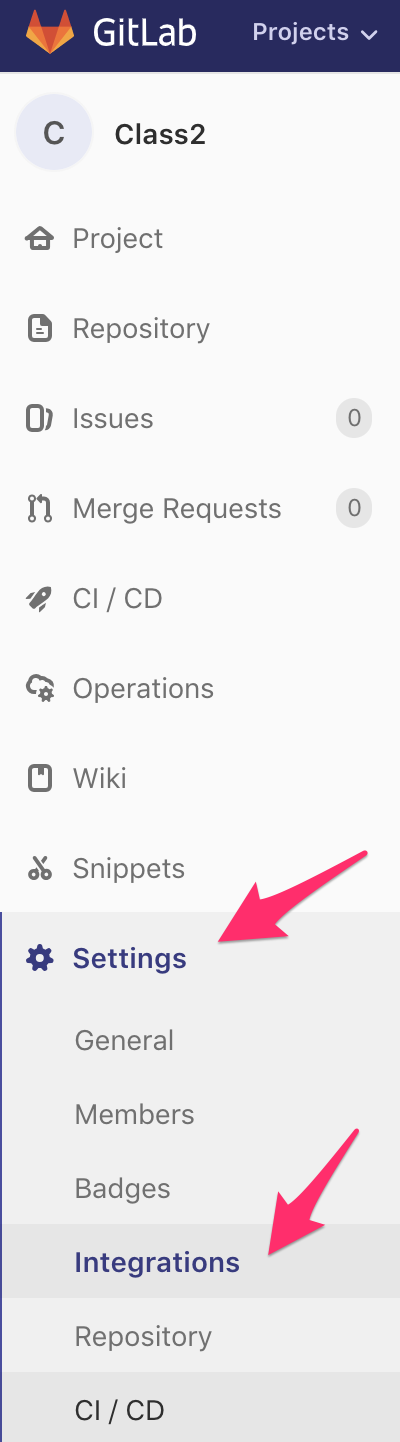 GitLab Projects
C Class2
Project
Repository
Issues 0
Merge Requests 0
CI / CD
Operations
Wiki
Snippets
Settings
General
Members
Badges
Integrations
Repository
CI / CD